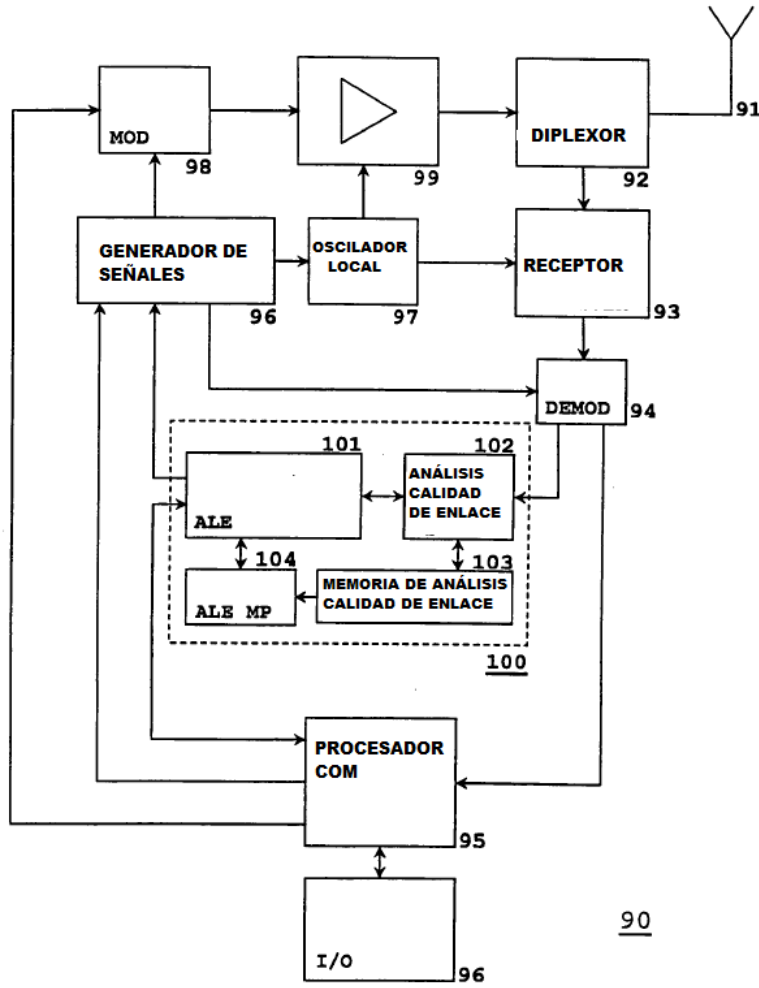 MOD
98
99
DIPLEXOR
92
91
GENERADOR DE
SEÑALES
96
OSCILADOR
LOCAL
97
RECEPTOR
93
DEMOD
94
101
ALE
102
ANÁLISIS
CALIDAD
DE ENLACE
104
ALE MP
103
MEMORIA DE ANÁLISIS
CALIDAD DE ENLACE
100
PROCESADOR
COM
95
I/O
96
90